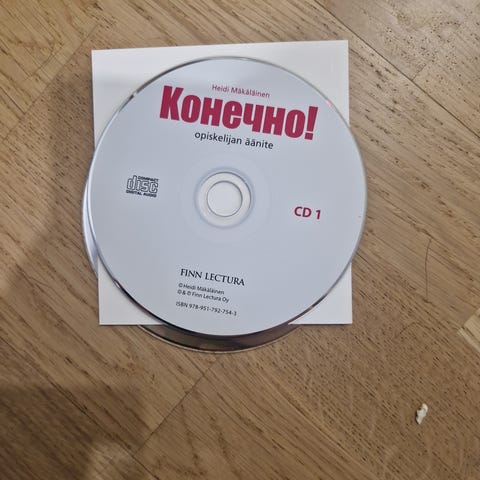 Heidi Mäkäläinen
Конечно!
opiskelijan äänite
COMPACT
disc
DIGITAL AUDIO
CD 1
FINN LECTURA
© Heidi Mäkäläinen
© & ℗ Finn Lectura Oy
ISBN 978-951-792-754-3